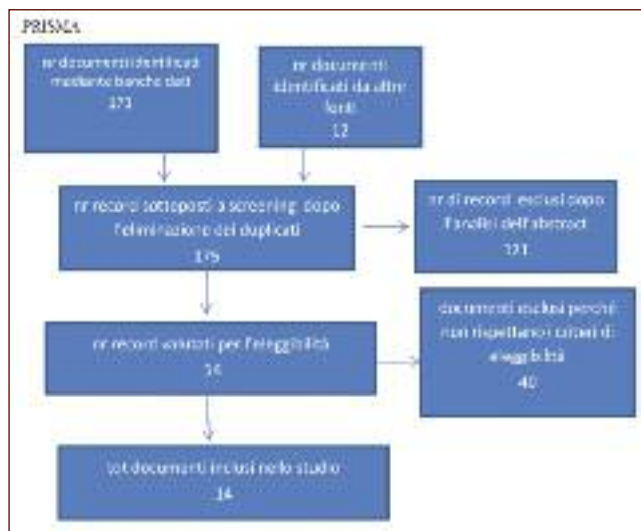 PRISMA
nr documenti identificati
mediante banche dati
nr documenti
identificati da altre
fonti
12
nr record sottoposti a screening dopo
l'eliminazione dei duplicati
175
nr di record esclusi dopo
l'analisi dell'abstract
121
nr record valutati per l'eleggibilità
documenti esclusi perché
non rispettano i criteri di
eleggibilità
40
tot documenti inclusi nello studio
14